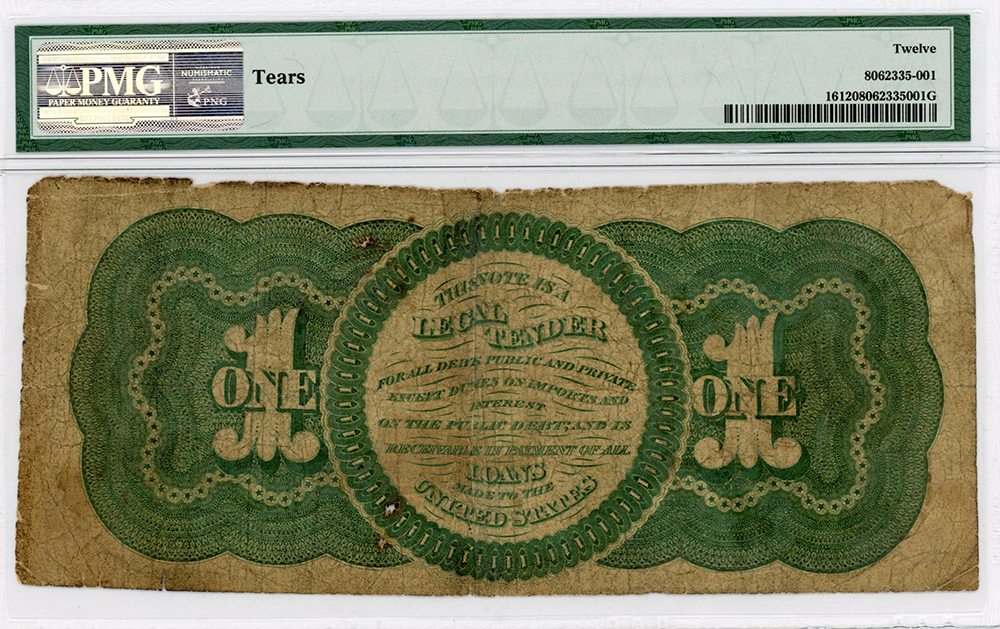 PMG
PAPER MONEY GUARANTY
NUMISMATIC
PNG
Tears
Twelve
8062335-001
161208062335001G
THIS NOTE IS A
LEGAL
TENDER
FOR ALL DEBTS PUBLIC AND PRIVATE
EXCEPT DUTIES ON IMPORTS AND
INTEREST
ON THE PUBLIC DEBT; AND IS
RECEIVABLE IN PAYMENT OF ALL
LOANS
MADE TO THE
UNITED STATES
1
ONE
1
ONE